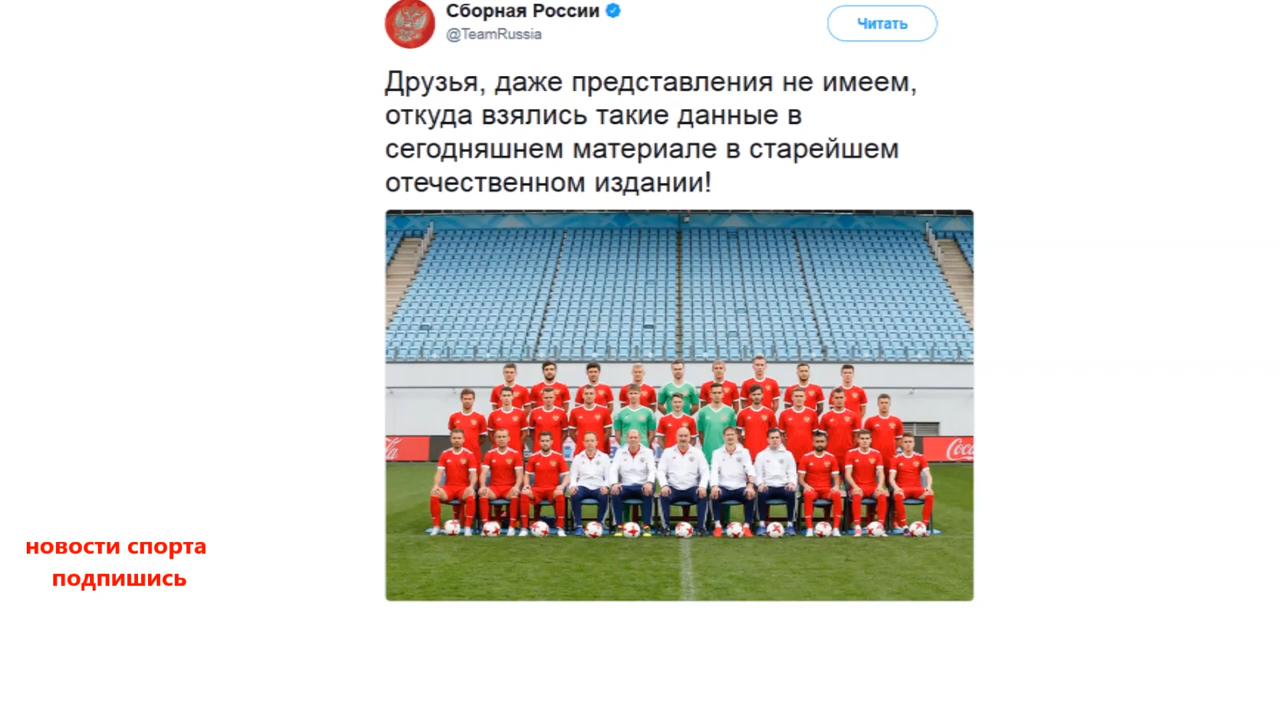 Сборная России
@TeamRussia
Читать
Друзья, даже представления не имеем,
откуда взялись такие данные в
сегодняшнем материале в старейшем
отечественном издании!
новости спорта
подпишись